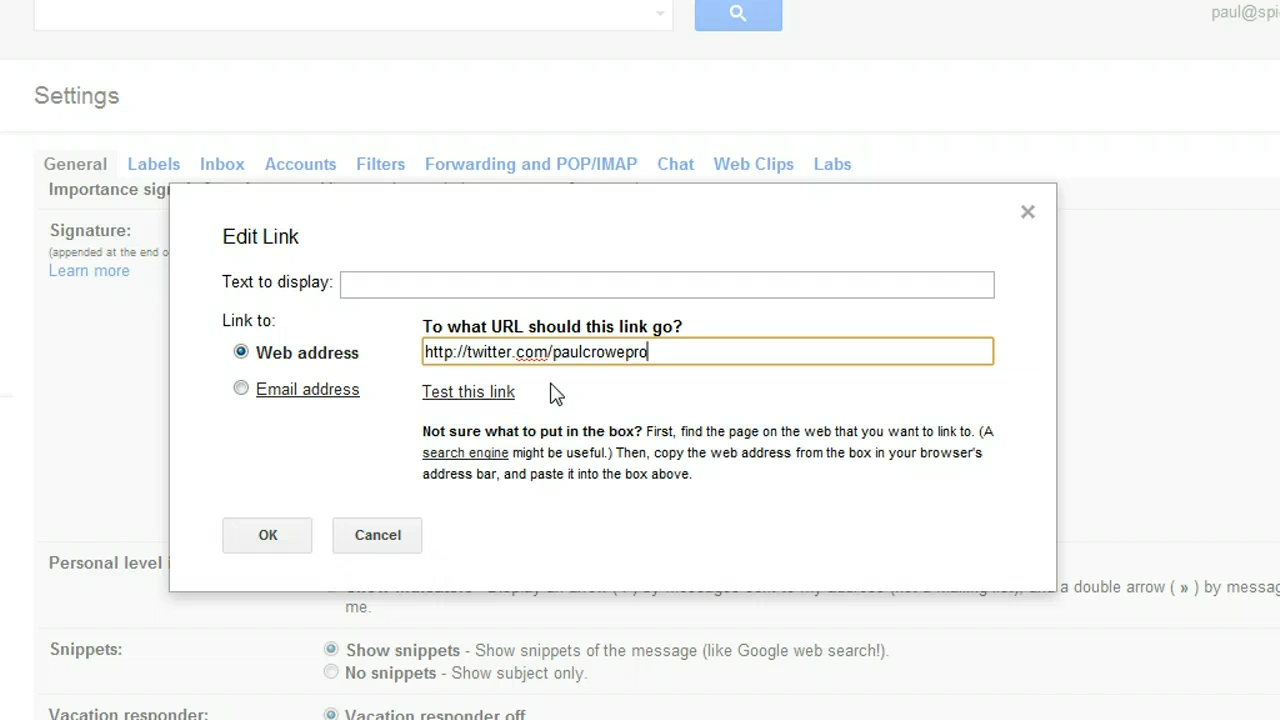 paul@spi
Settings
General Labels Inbox Accounts Filters Forwarding and POP/IMAP Chat Web Clips Labs
Importance sig
Signature:
(appended at the end o
Learn more
Edit Link
Text to display:
Link to:
Web address
Email address
To what URL should this link go?
http://twitter.com/paulcrowepro
Test this link
Not sure what to put in the box? First, find the page on the web that you want to link to. (A
search engine might be useful.) Then, copy the web address from the box in your browser's
address bar, and paste it into the box above.
OK Cancel
Personal level
a double arrow ( » ) by messag
me.
Snippets:
Show snippets - Show snippets of the message (like Google web search!).
No snippets - Show subject only.
Vacation responder:
Vacation responder off